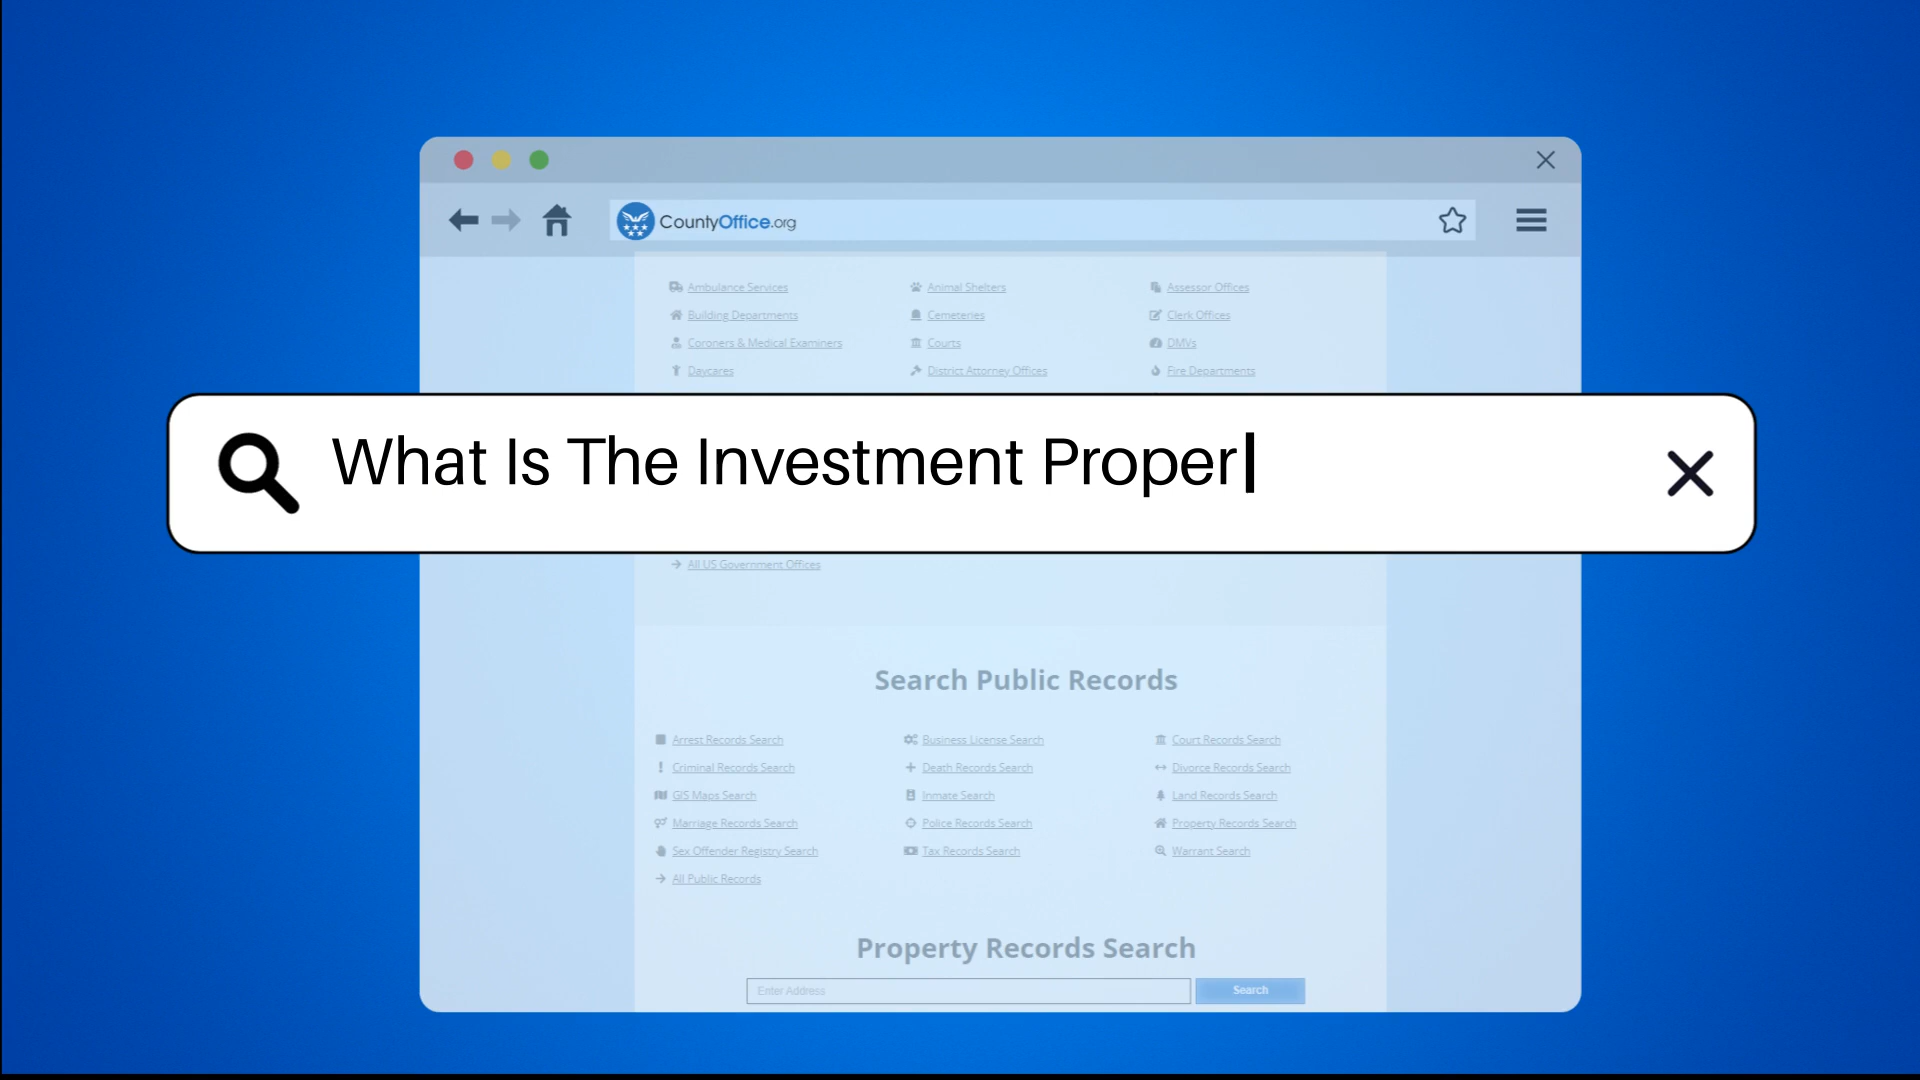 CountyOffice.org
Ambulance Services Animal Shelters Assessor Offices
Building Departments Cemeteries Clerk Offices
Coroners & Medical Examiners Courts DMVs
Daycares District Attorney Offices Fire Departments
What Is The Investment Proper
All US Government Offices
Search Public Records
Arrest Records Search Business License Search Court Records Search
Criminal Records Search Death Records Search Divorce Records Search
GIS Maps Search Inmate Search Land Records Search
Marriage Records Search Police Records Search Property Records Search
Sex Offender Registry Search Tax Records Search Warrant Search
All Public Records
Property Records Search
Enter Address Search